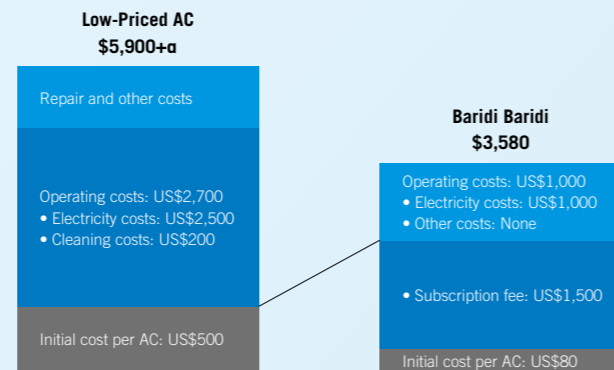 Low-Priced AC
$5,900+α
Repair and other costs
Operating costs: US$2,700
• Electricity costs: US$2,500
• Cleaning costs: US$200
Initial cost per AC: US$500
Baridi Baridi
$3,580
Operating costs: US$1,000
• Electricity costs: US$1,000
• Other costs: None
• Subscription fee: US$1,500
Initial cost per AC: US$80